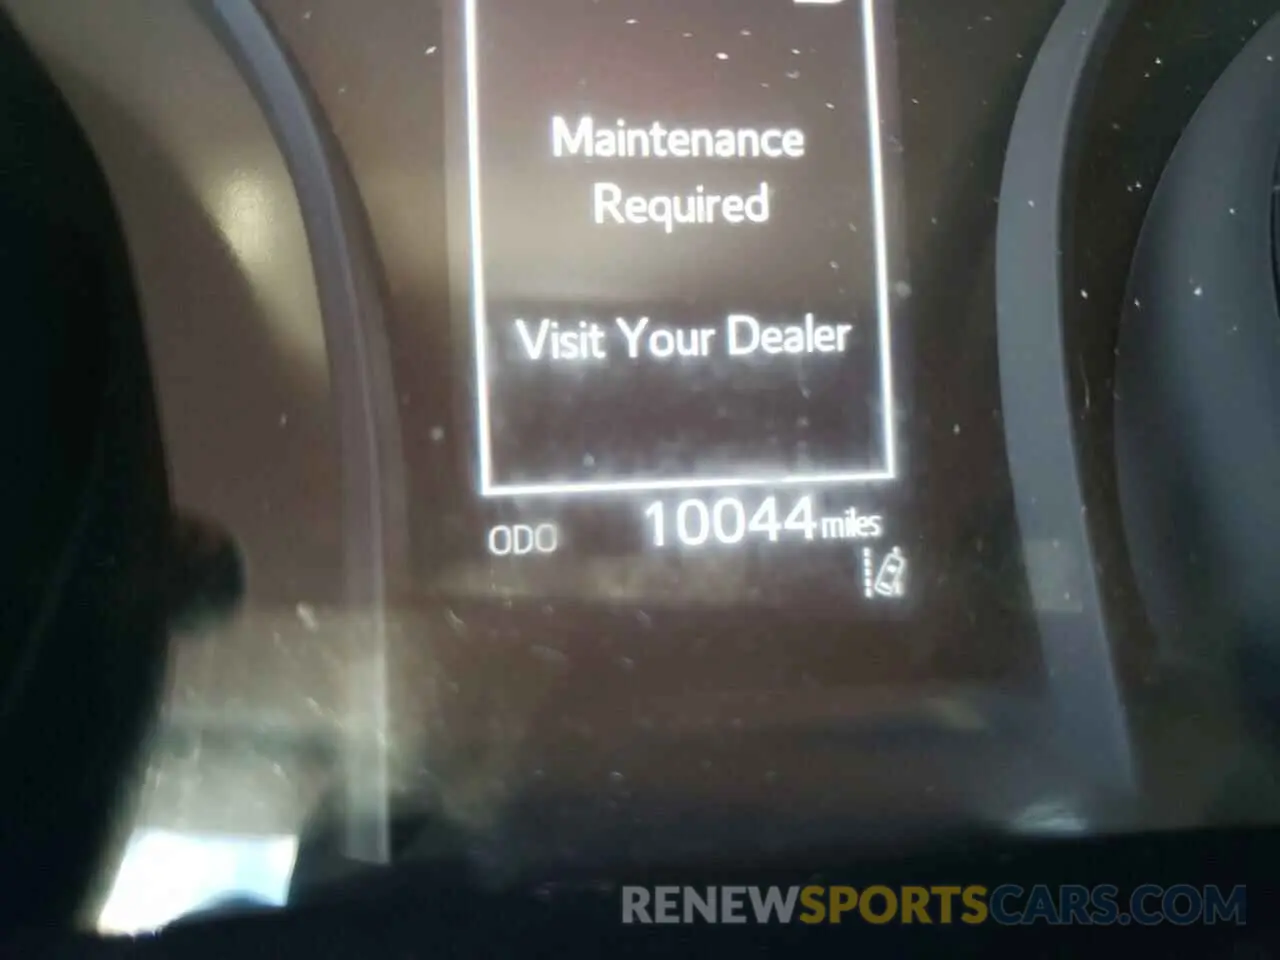 Maintenance
Required
Visit Your Dealer
ODO 10044 miles
RENEWSPORTSCARS.COM